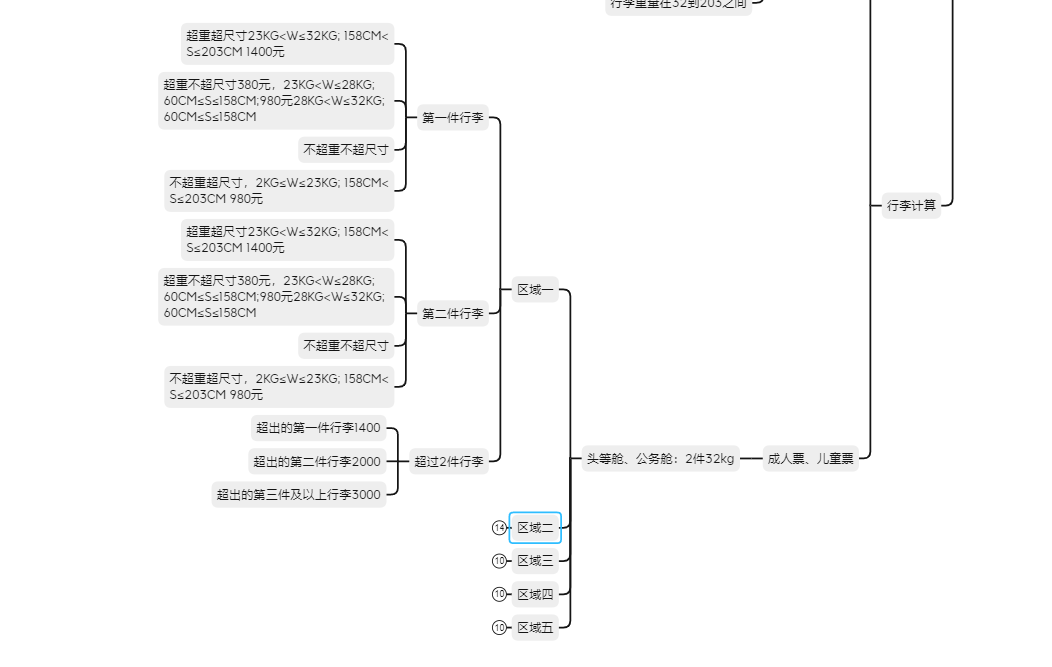 行李重量在32到203之间
超重超尺寸23KG<W≤32KG; 158CM<
S≤203CM 1400元
超重不超尺寸380元，23KG<W≤28KG;
60CM≤S≤158CM;980元28KG<W≤32KG;
60CM≤S≤158CM
第一件行李
不超重不超尺寸
不超重超尺寸，2KG≤W≤23KG; 158CM<
S≤203CM 980元
行李计算
超重超尺寸23KG<W≤32KG; 158CM<
S≤203CM 1400元
超重不超尺寸380元，23KG<W≤28KG;
60CM≤S≤158CM;980元28KG<W≤32KG;
60CM≤S≤158CM
区域一
第二件行李
不超重不超尺寸
不超重超尺寸，2KG≤W≤23KG; 158CM<
S≤203CM 980元
超出的第一件行李1400
超出的第二件行李2000
超过2件行李
头等舱、公务舱：2件32kg
成人票、儿童票
超出的第三件及以上行李3000
14 区域二
10 区域三
10 区域四
10 区域五